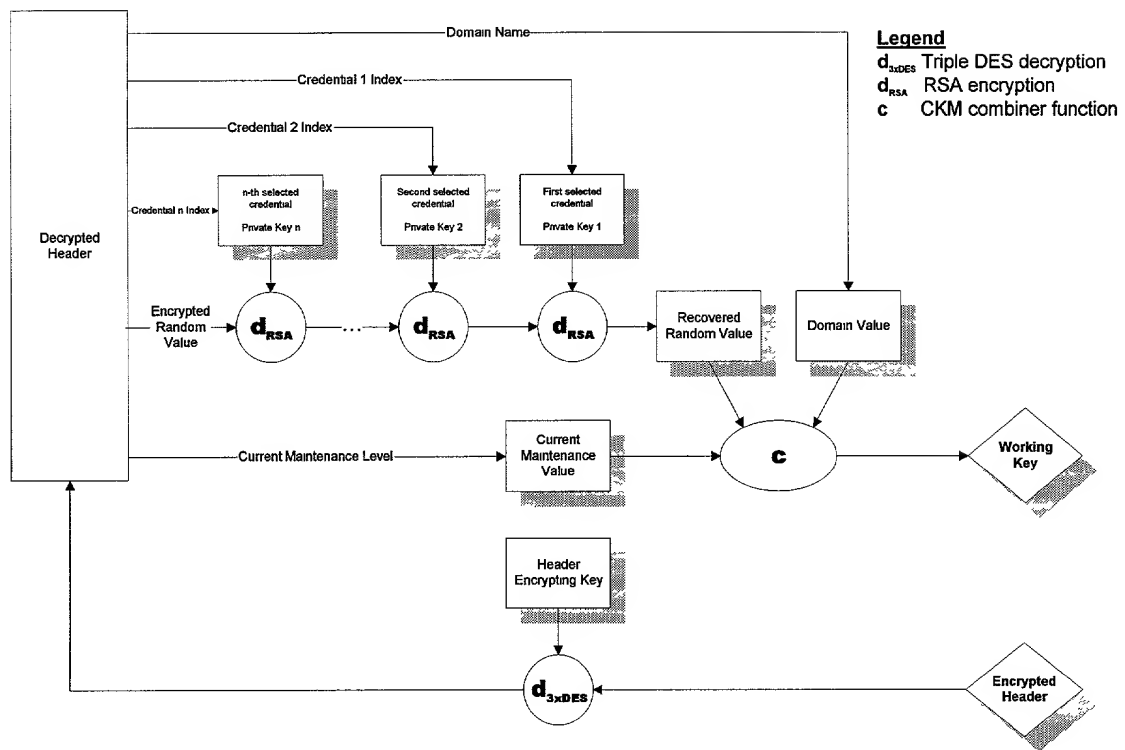 Domain Name
Legend
d3xDES Triple DES decryption
dRSA RSA encryption
c CKM combiner function
Credential 1 Index
Credential 2 Index
n-th selected
credential
Private Key n
Second selected
credential
Private Key 2
First selected
credential
Private Key 1
Credential n Index
Decrypted
Header
Encrypted
Random
Value
dRSA
...
dRSA
dRSA
Recovered
Random Value
Domain Value
Current Maintenance Level
Current
Maintenance
Value
c
Working
Key
Header
Encrypting Key
d3xDES
Encrypted
Header